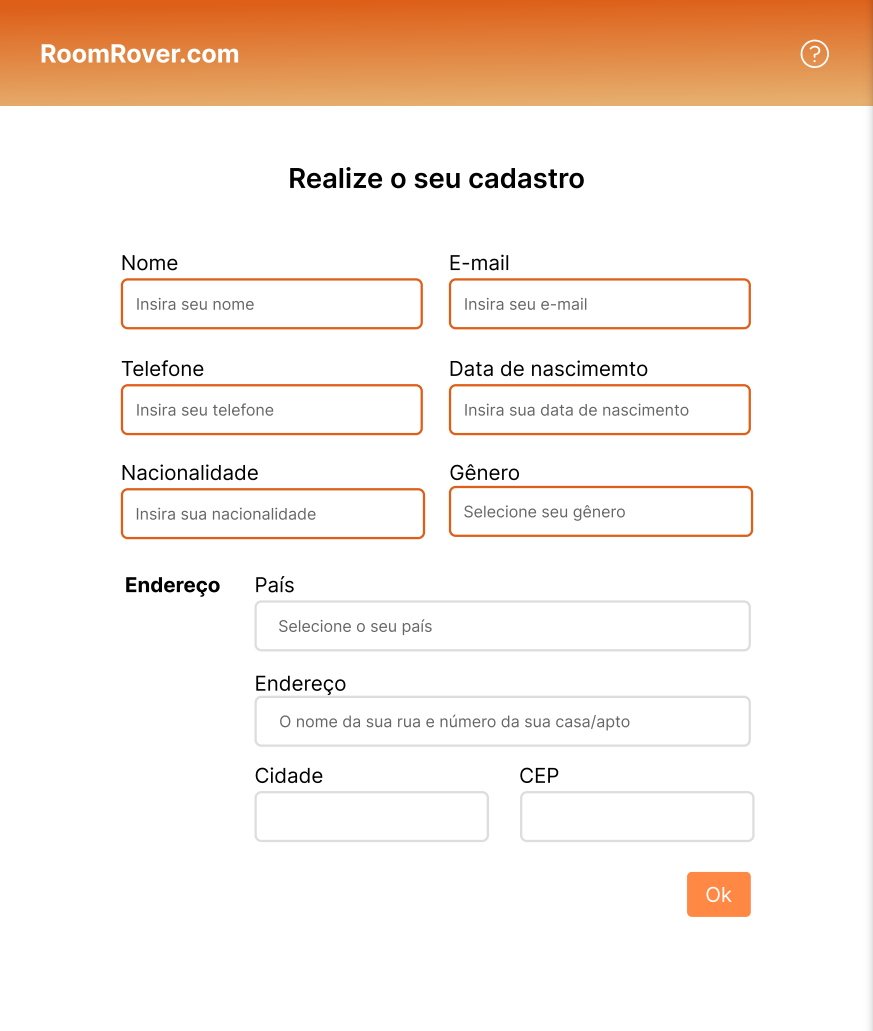 RoomRover.com
?
Realize o seu cadastro
Nome
E-mail
Insira seu nome
Insira seu e-mail
Telefone
Data de nascimemto
Insira seu telefone
Insira sua data de nascimento
Nacionalidade
Gênero
Insira sua nacionalidade
Selecione seu gênero
Endereço
País
Selecione o seu país
Endereço
O nome da sua rua e número da sua casa/apto
Cidade
CEP
Ok